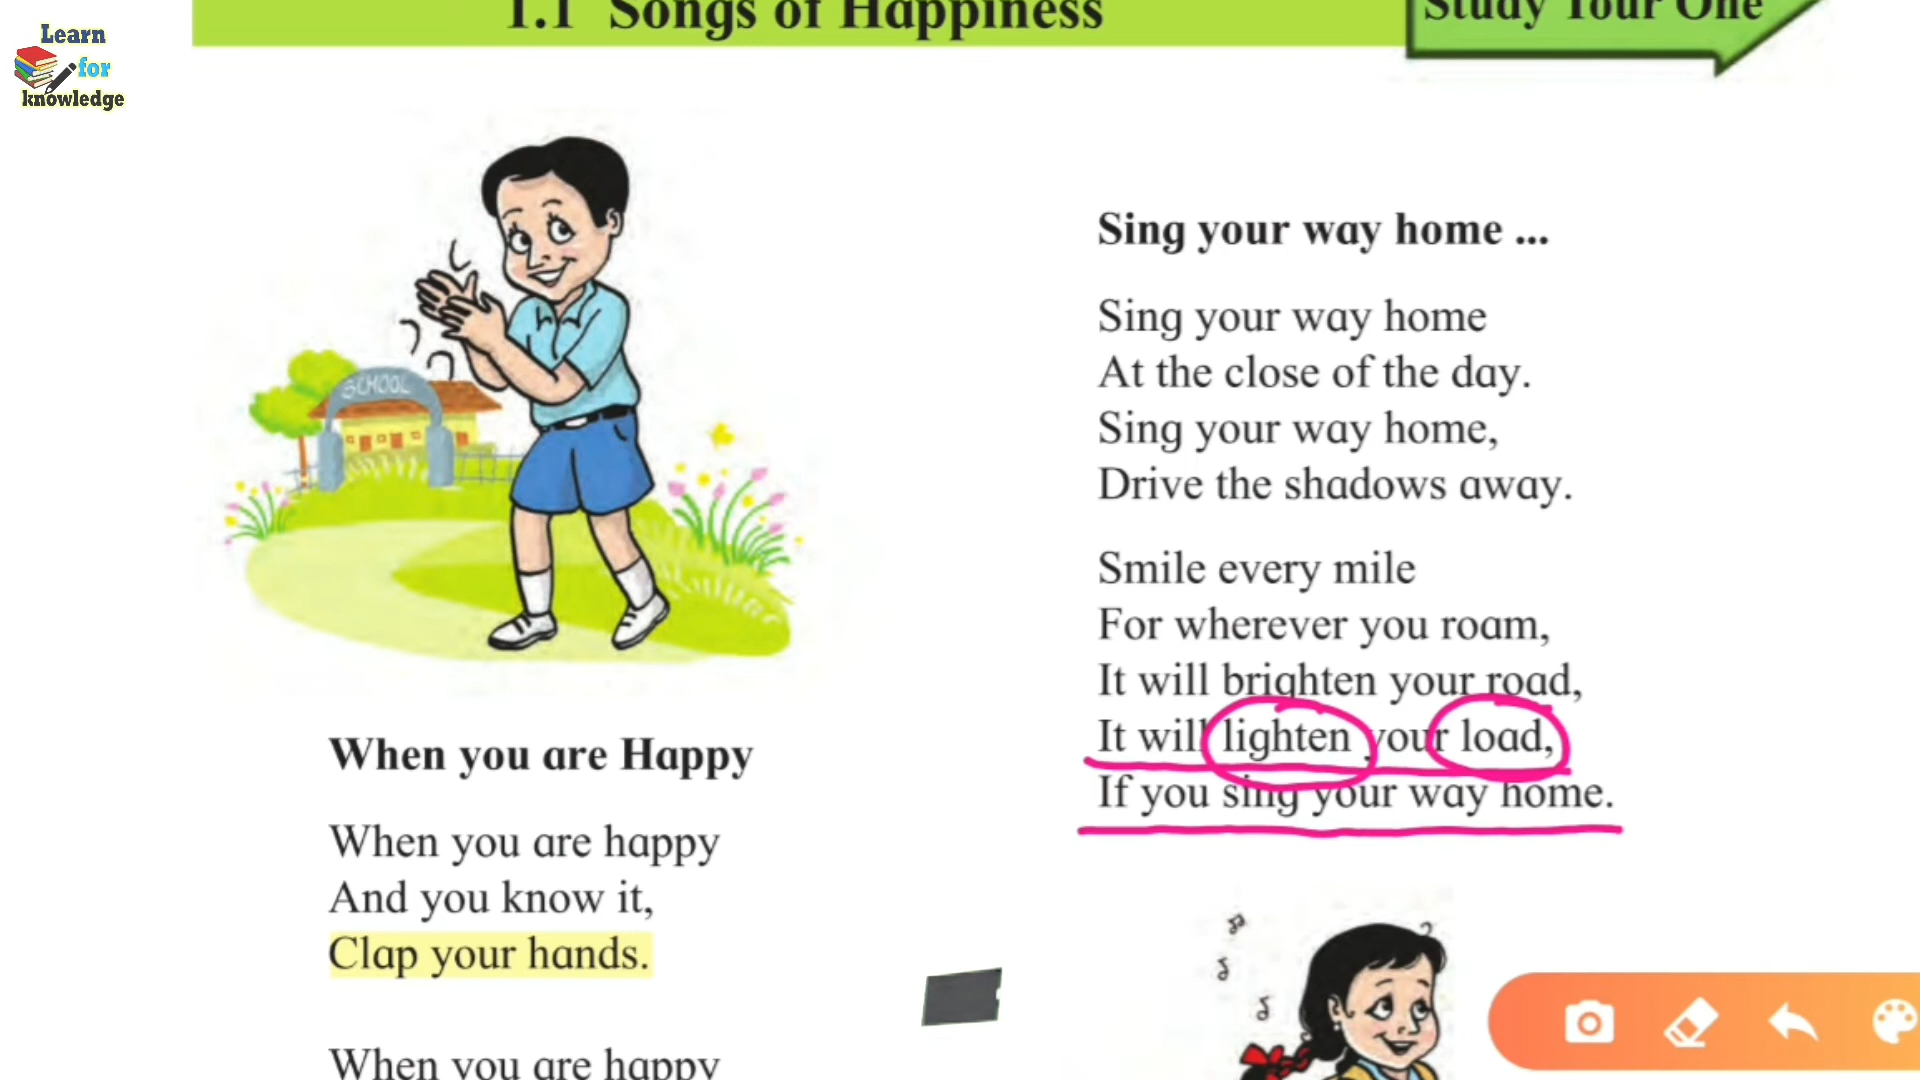 Learn
for
knowledge
1.1 Songs of Happiness
Study Your One
SCHOOL
When you are Happy
When you are happy
And you know it,
Clap your hands.
When you are happy
Sing your way home ...
Sing your way home
At the close of the day.
Sing your way home,
Drive the shadows away.
Smile every mile
For wherever you roam,
It will brighten your road,
It will lighten your load,
If you sing your way home.